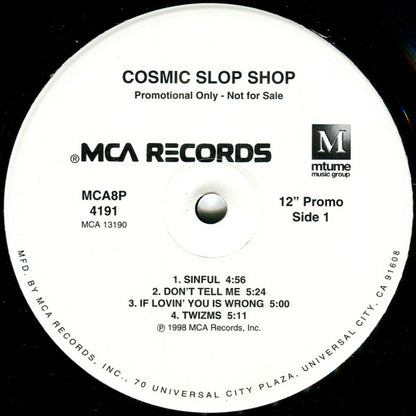 COSMIC SLOP SHOP
Promotional Only - Not for Sale
® MCA RECORDS
M
mtume
music group
MCA8P
4191
MCA 13190
12” Promo
Side 1
1. SINFUL 4:56
2. DON'T TELL ME 5:24
3. IF LOVIN' YOU IS WRONG 5:00
4. TWIZMS 5:11
℗ 1998 MCA Records, Inc.
MFD. BY MCA RECORDS, INC., 70 UNIVERSAL CITY PLAZA, UNIVERSAL CITY, CA 91608